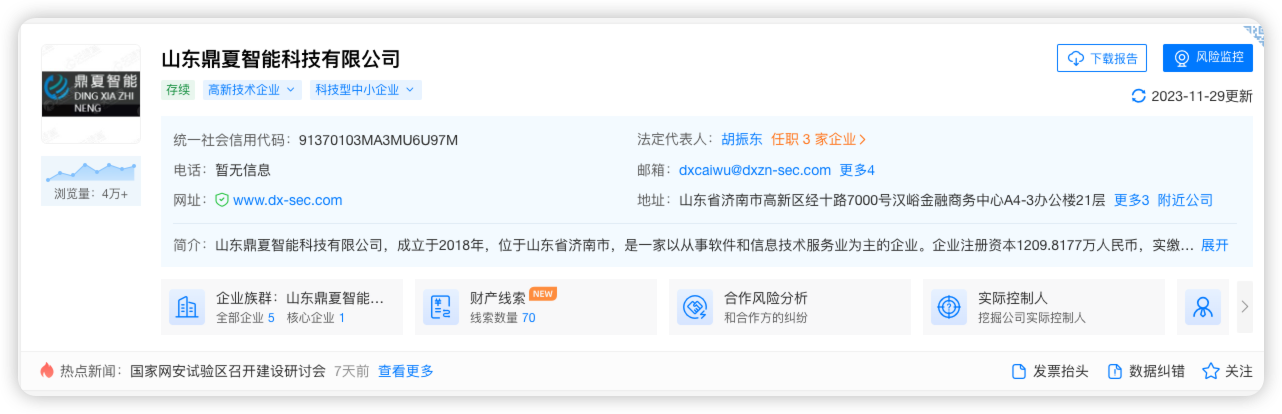 山东鼎夏智能科技有限公司
下载报告
风险监控
鼎夏智能
DING XIA ZHI
NENG
存续
高新技术企业
科技型中小企业
2023-11-29更新
统一社会信用代码：91370103MA3MU6U97M
法定代表人：胡振东 任职 3 家企业
电话：暂无信息
邮箱：dxcaiwu@dxzn-sec.com 更多4
浏览量：4万+
网址：www.dx-sec.com
地址：山东省济南市高新区经十路7000号汉峪金融商务中心A4-3办公楼21层 更多3 附近公司
简介：山东鼎夏智能科技有限公司，成立于2018年，位于山东省济南市，是一家以从事软件和信息技术服务业为主的企业。企业注册资本1209.8177万人民币，实缴... 展开
企业族群：山东鼎夏智能...
全部企业 5 核心企业 1
财产线索 NEW
线索数量 70
合作风险分析
和合作方的纠纷
实际控制人
挖掘公司实际控制人
热点新闻：国家网安试验区召开建设研讨会 7天前 查看更多
发票抬头
数据纠错
关注